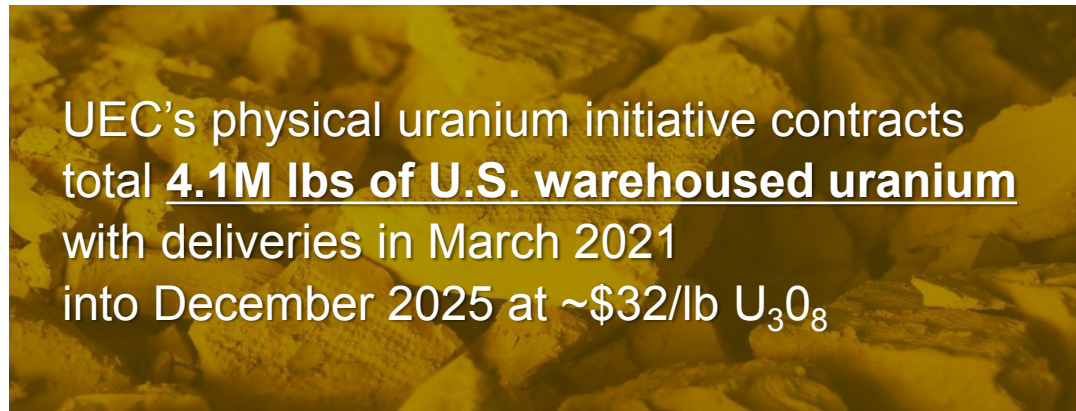 UEC’s physical uranium initiative contracts
total 4.1M lbs of U.S. warehoused uranium
with deliveries in March 2021
into December 2025 at ~$32/lb U₃0₈